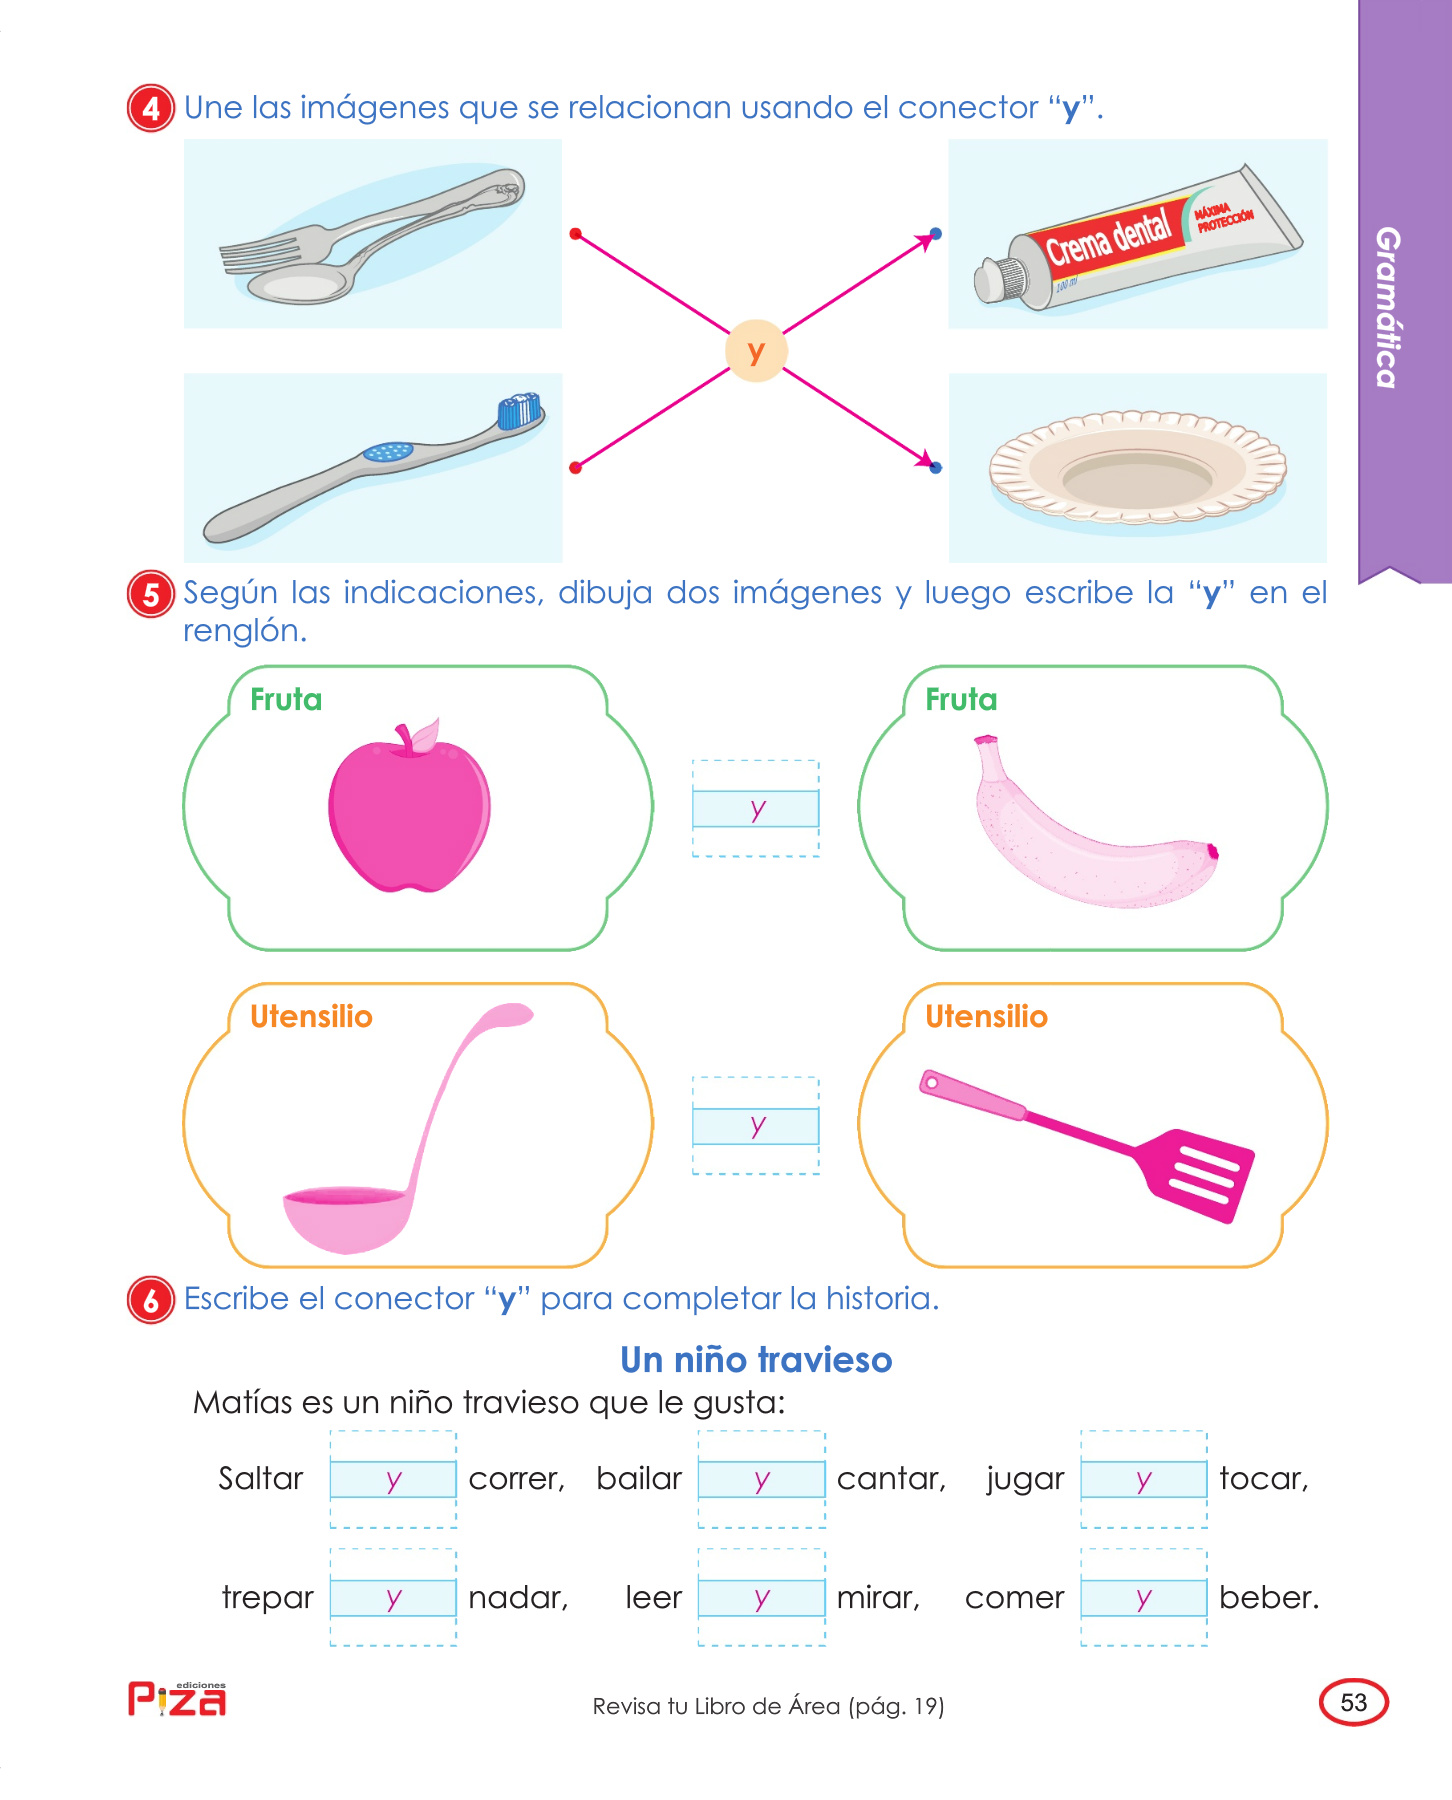 4 Une las imágenes que se relacionan usando el conector “y”.
Crema dental
MÁXIMA
PROTECCIÓN
100 ml
y
Gramática
5 Según las indicaciones, dibuja dos imágenes y luego escribe la “y” en el
renglón.
Fruta
y
Fruta
Utensilio
y
Utensilio
6 Escribe el conector “y” para completar la historia.
Un niño travieso
Matías es un niño travieso que le gusta:
Saltar y correr, bailar y cantar, jugar y tocar,
trepar y nadar, leer y mirar, comer y beber.
ediciones
Piza
Revisa tu Libro de Área (pág. 19)
53